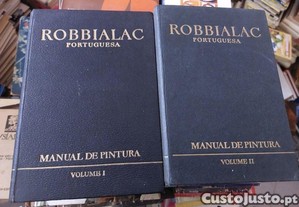 ROBBIALAC
PORTUGUESA
MANUAL DE PINTURA
VOLUME I
ROBBIALAC
PORTUGUESA
MANUAL DE PINTURA
VOLUME II
CustoJusto.pt